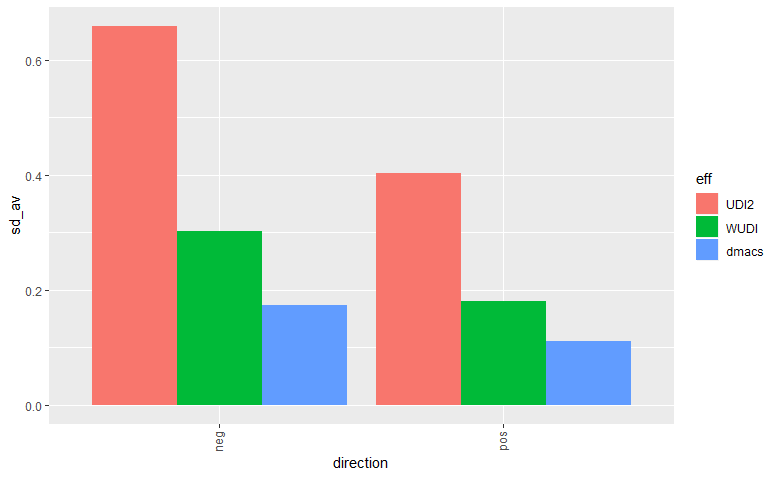 sd_av
0.6
0.4
0.2
0.0
neg
pos
direction
eff
UDI2
WUDI
dmacs